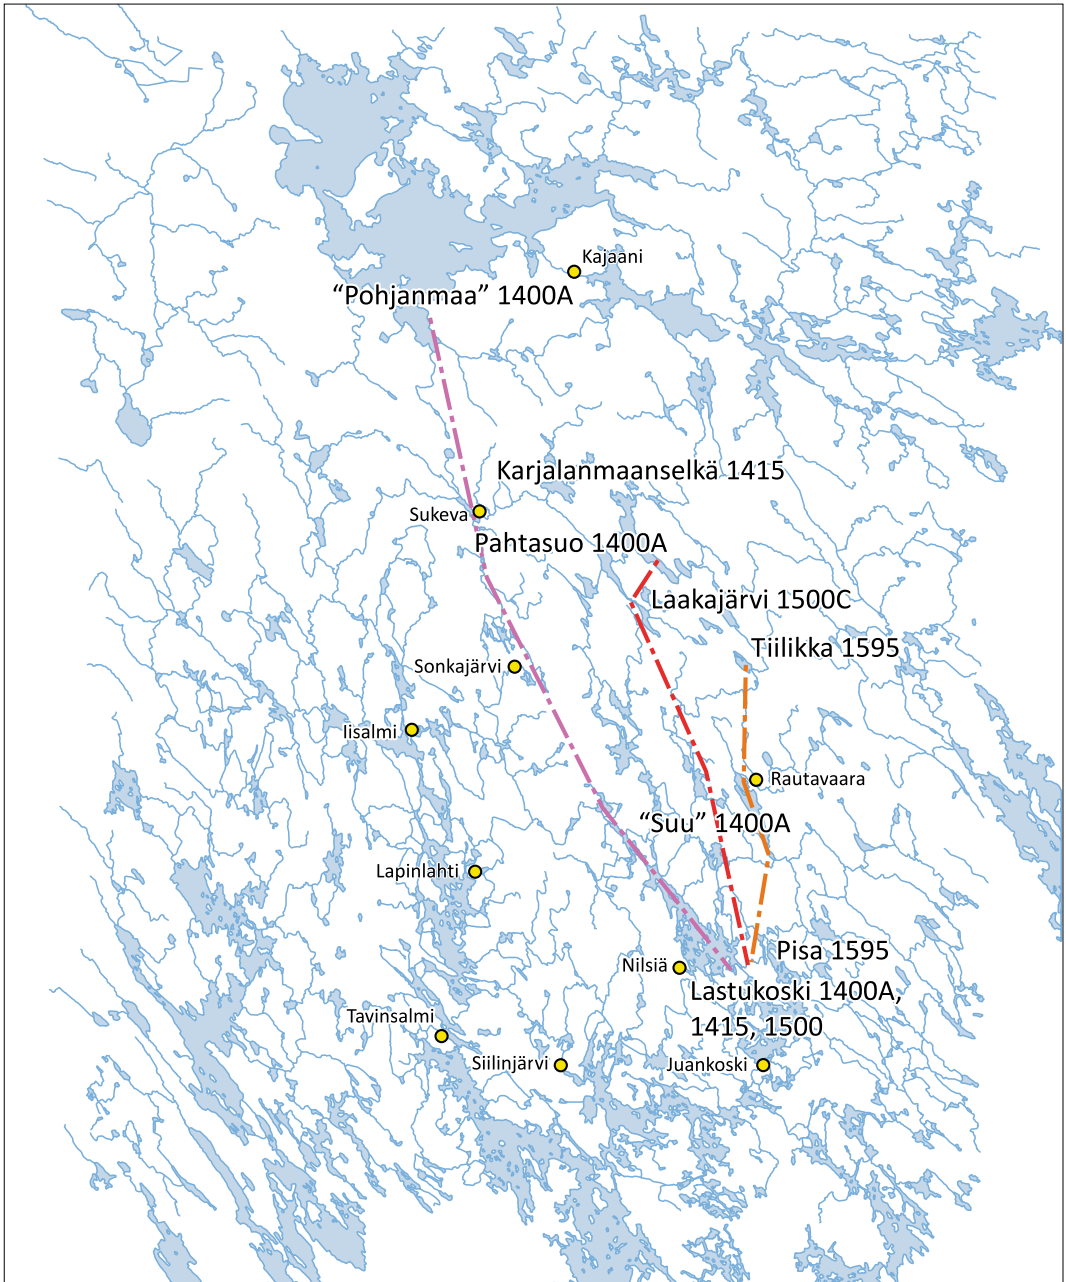 Kajaani
“Pohjanmaa” 1400A
Karjalanmaanselkä 1415
Sukeva
Pahtasuo 1400A
Laakajärvi 1500C
Tiilikka 1595
Sonkajärvi
Iisalmi
Rautavaara
“Suu” 1400A
Lapinlahti
Pisa 1595
Nilsiä
Lastukoski 1400A,
1415, 1500
Tavinsalmi
Siilinjärvi
Juankoski